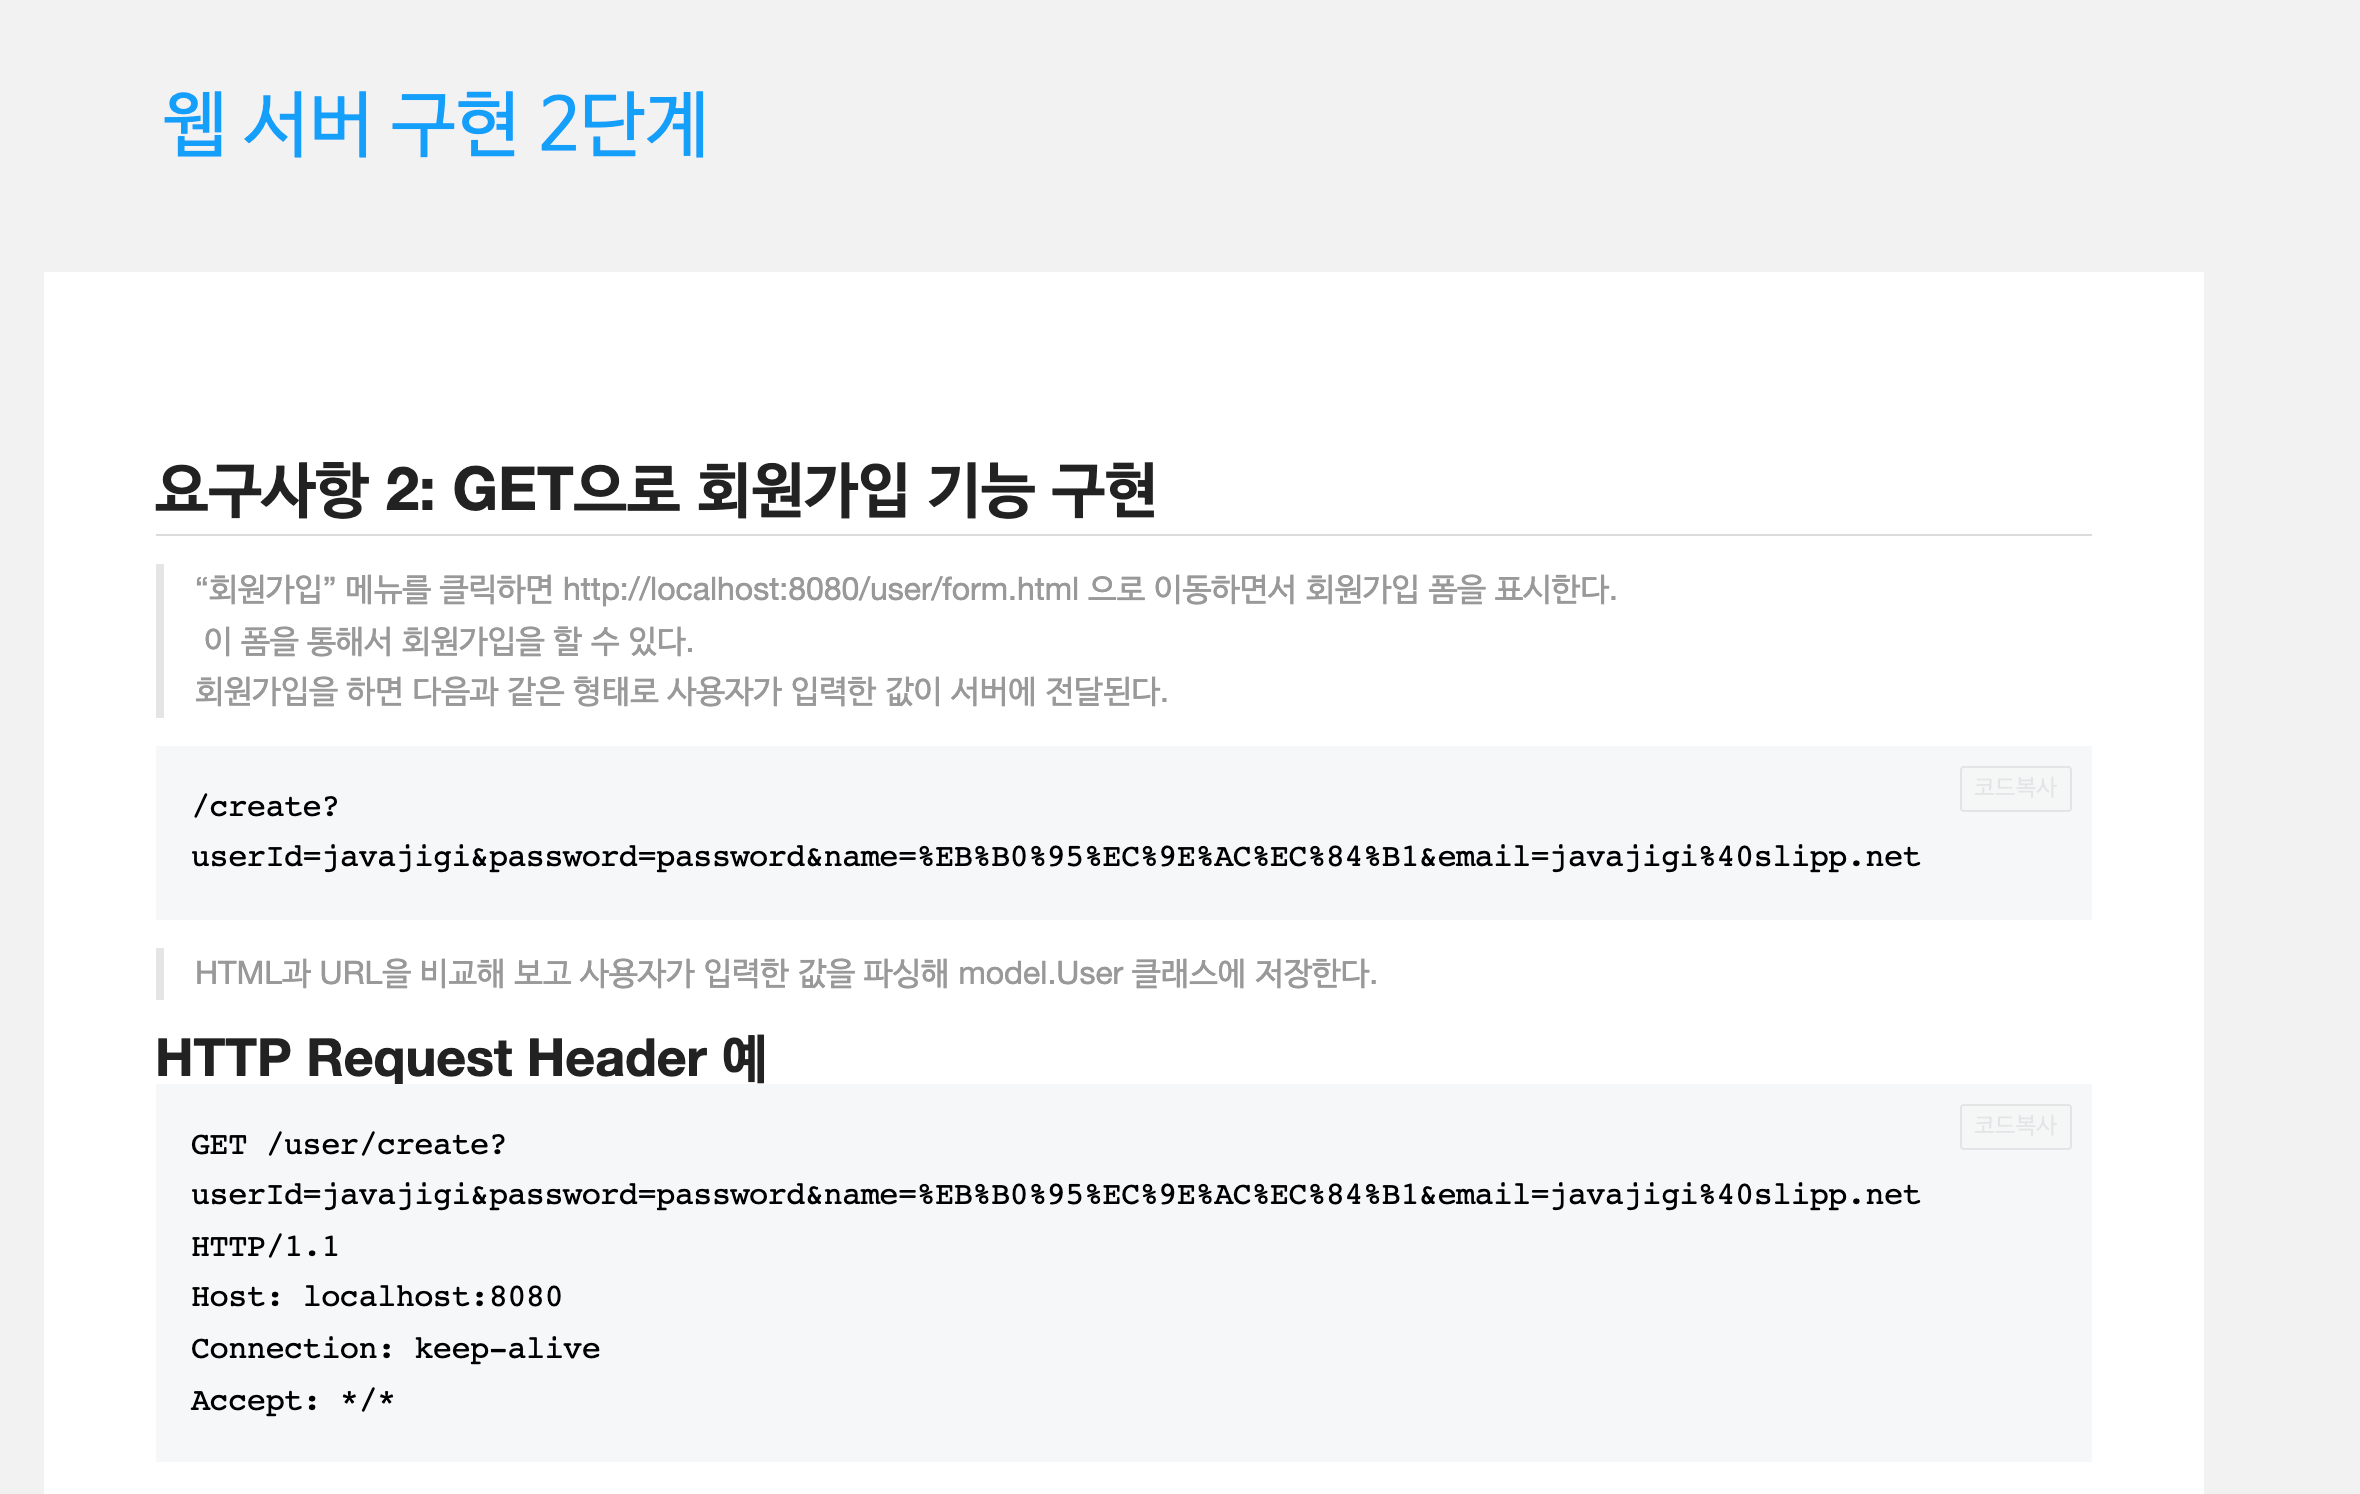 웹 서버 구현 2단계
요구사항 2: GET으로 회원가입 기능 구현
“회원가입” 메뉴를 클릭하면 http://localhost:8080/user/form.html 으로 이동하면서 회원가입 폼을 표시한다.
이 폼을 통해서 회원가입을 할 수 있다.
회원가입을 하면 다음과 같은 형태로 사용자가 입력한 값이 서버에 전달된다.
코드복사
/create?
userId=javajigi&password=password&name=%EB%B0%95%EC%9E%AC%EC%84%B1&email=javajigi%40slipp.net
HTML과 URL을 비교해 보고 사용자가 입력한 값을 파싱해 model.User 클래스에 저장한다.
HTTP Request Header 예
코드복사
GET /user/create?
userId=javajigi&password=password&name=%EB%B0%95%EC%9E%AC%EC%84%B1&email=javajigi%40slipp.net
HTTP/1.1
Host: localhost:8080
Connection: keep-alive
Accept: */*